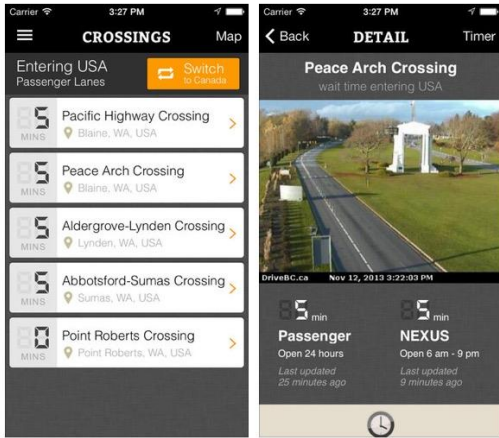 Carrier 3:27 PM
CROSSINGS Map
Entering USA
Passenger Lanes
Switch
to Canada
5
MINS
Pacific Highway Crossing
Blaine, WA, USA
5
MINS
Peace Arch Crossing
Blaine, WA, USA
5
MINS
Aldergrove-Lynden Crossing
Lynden, WA, USA
5
MINS
Abbotsford-Sumas Crossing
Sumas, WA, USA
0
MINS
Point Roberts Crossing
Point Roberts, WA, USA
Carrier 3:27 PM
Back DETAIL Timer
Peace Arch Crossing
wait time entering USA
DriveBC.ca Nov 12, 2013 3:22:03 PM
5 min
Passenger
Open 24 hours
Last updated
25 minutes ago
5 min
NEXUS
Open 6 am - 9 pm
Last updated
9 minutes ago